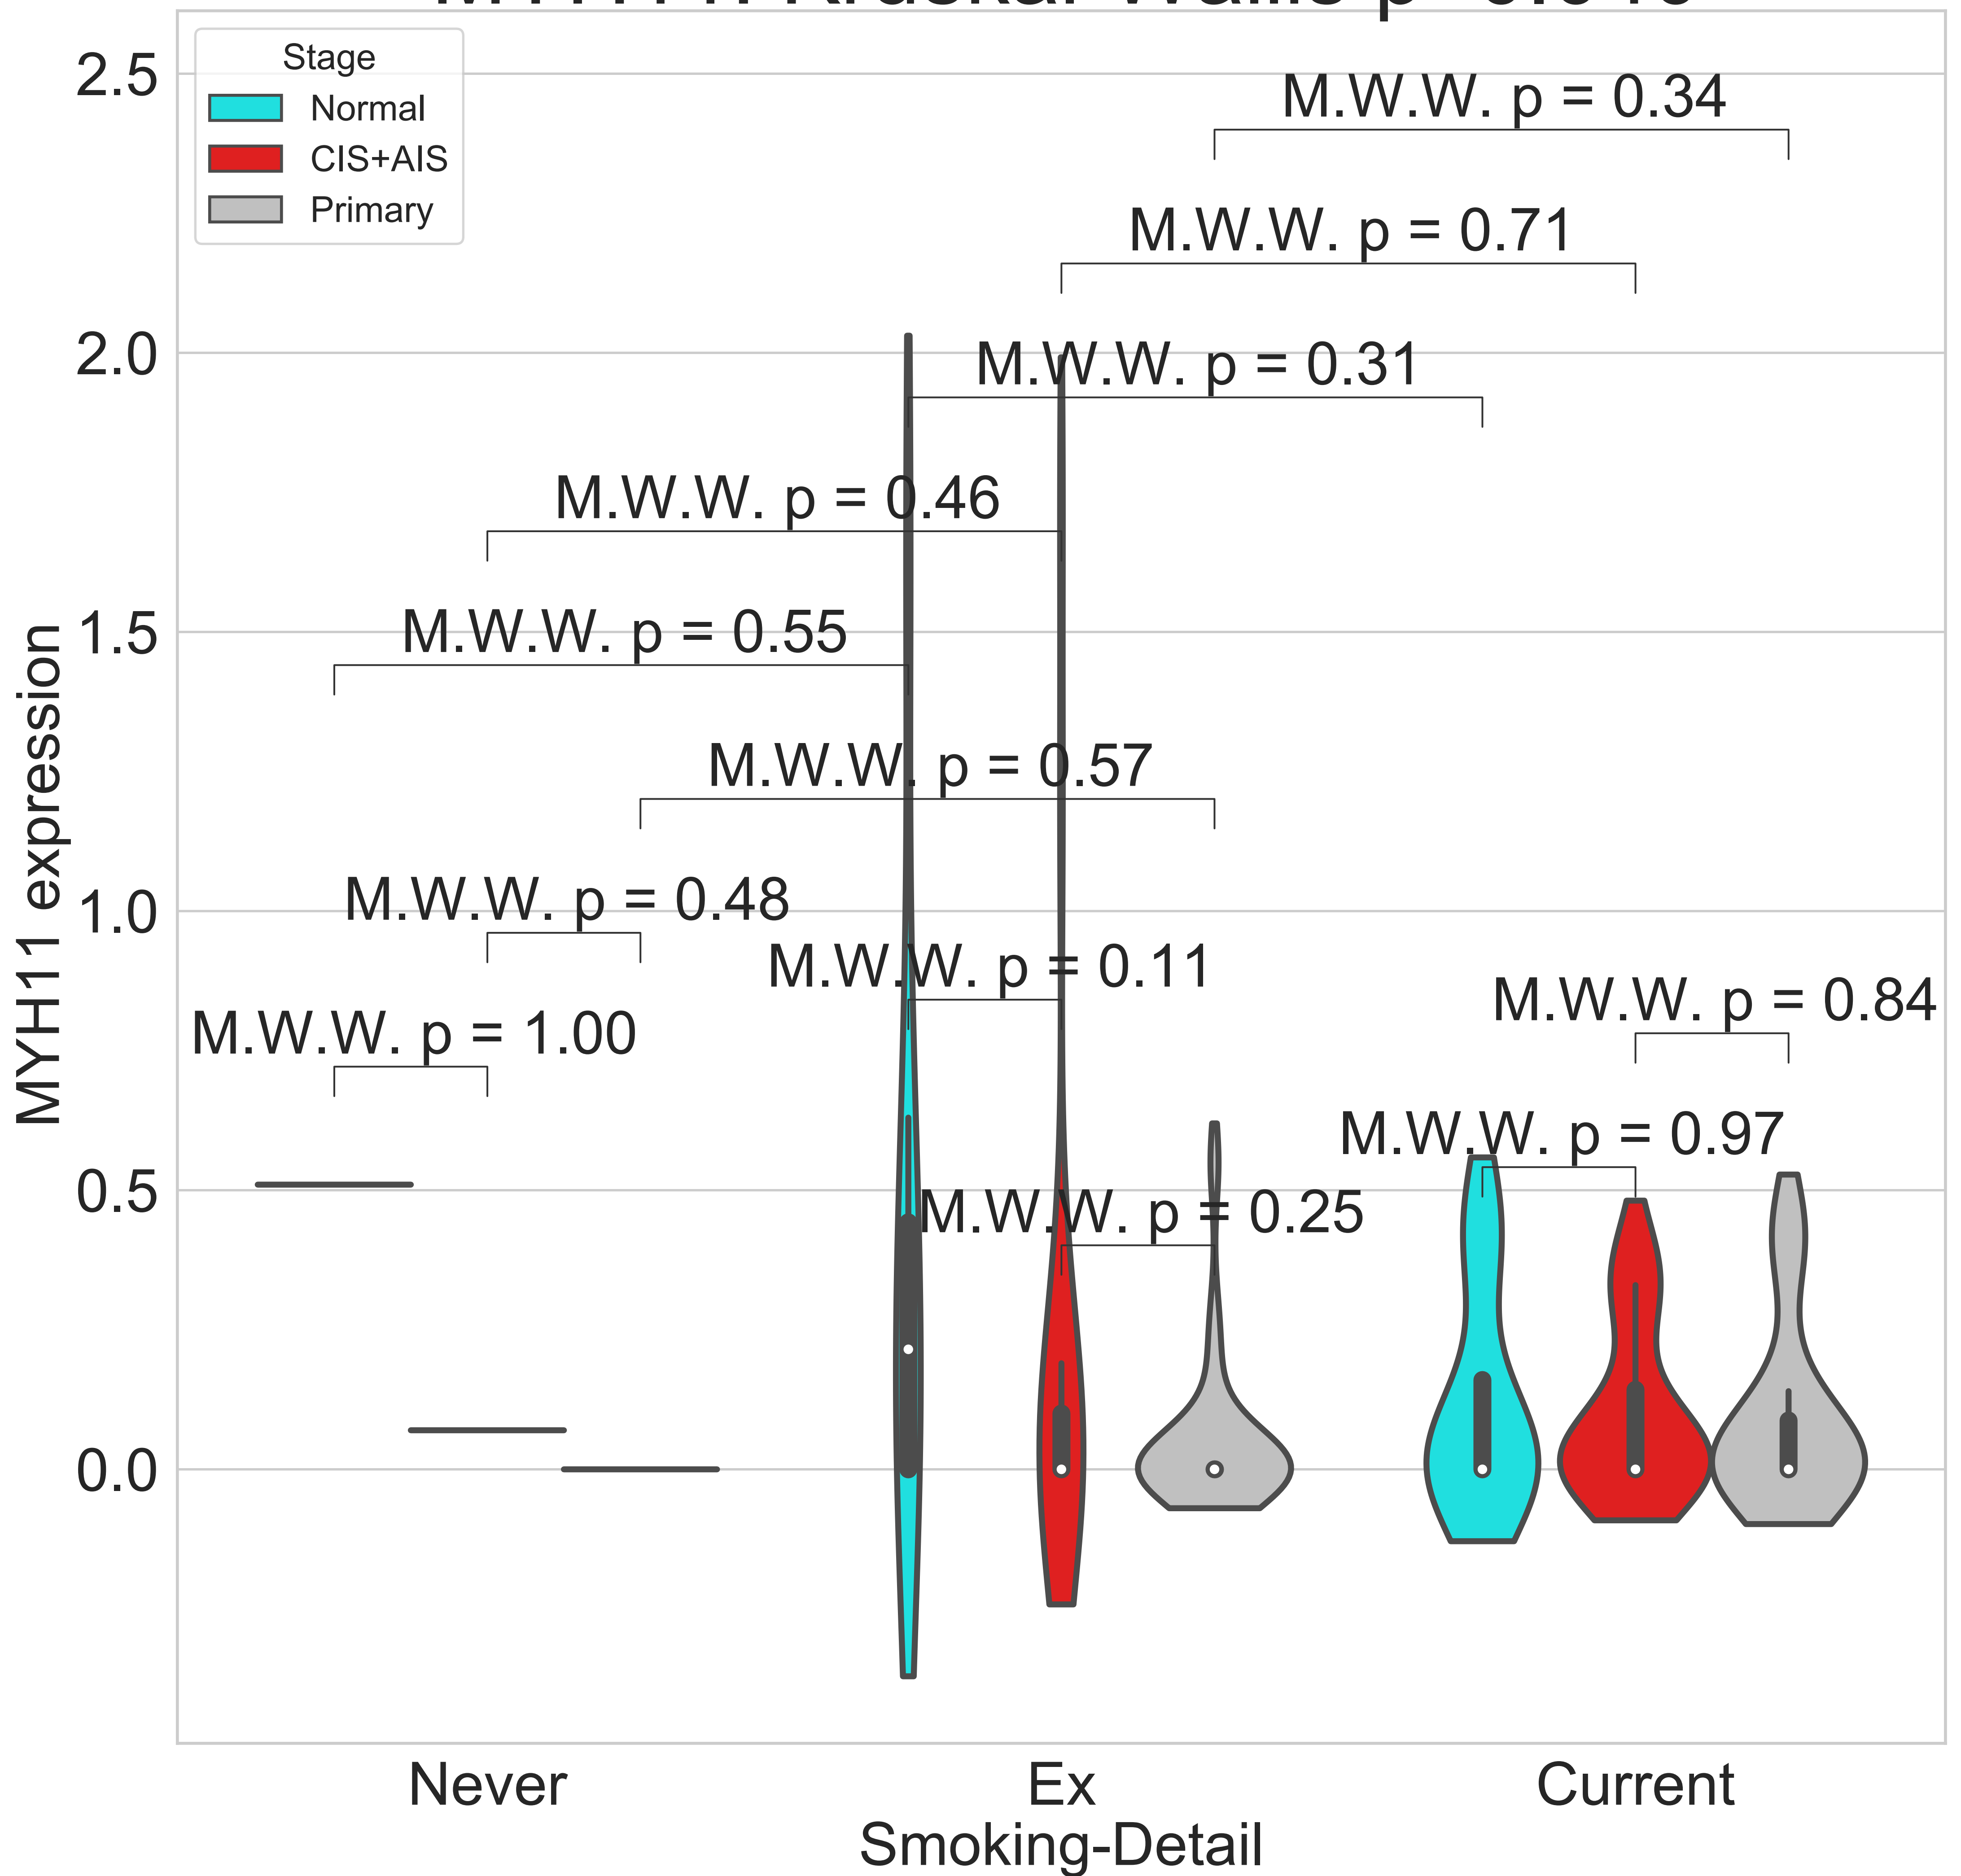 Stage
Normal
CIS+AIS
Primary
2.5
2.0
1.5
1.0
0.5
0.0
MYH11 expression
M.W.W. p = 0.34
M.W.W. p = 0.71
M.W.W. p = 0.31
M.W.W. p = 0.46
M.W.W. p = 0.55
M.W.W. p = 0.57
M.W.W. p = 0.48
M.W.W. p = 0.11
M.W.W. p = 0.84
M.W.W. p = 1.00
M.W.W. p = 0.97
M.W.W. p = 0.25
Never
Ex
Current
Smoking-Detail